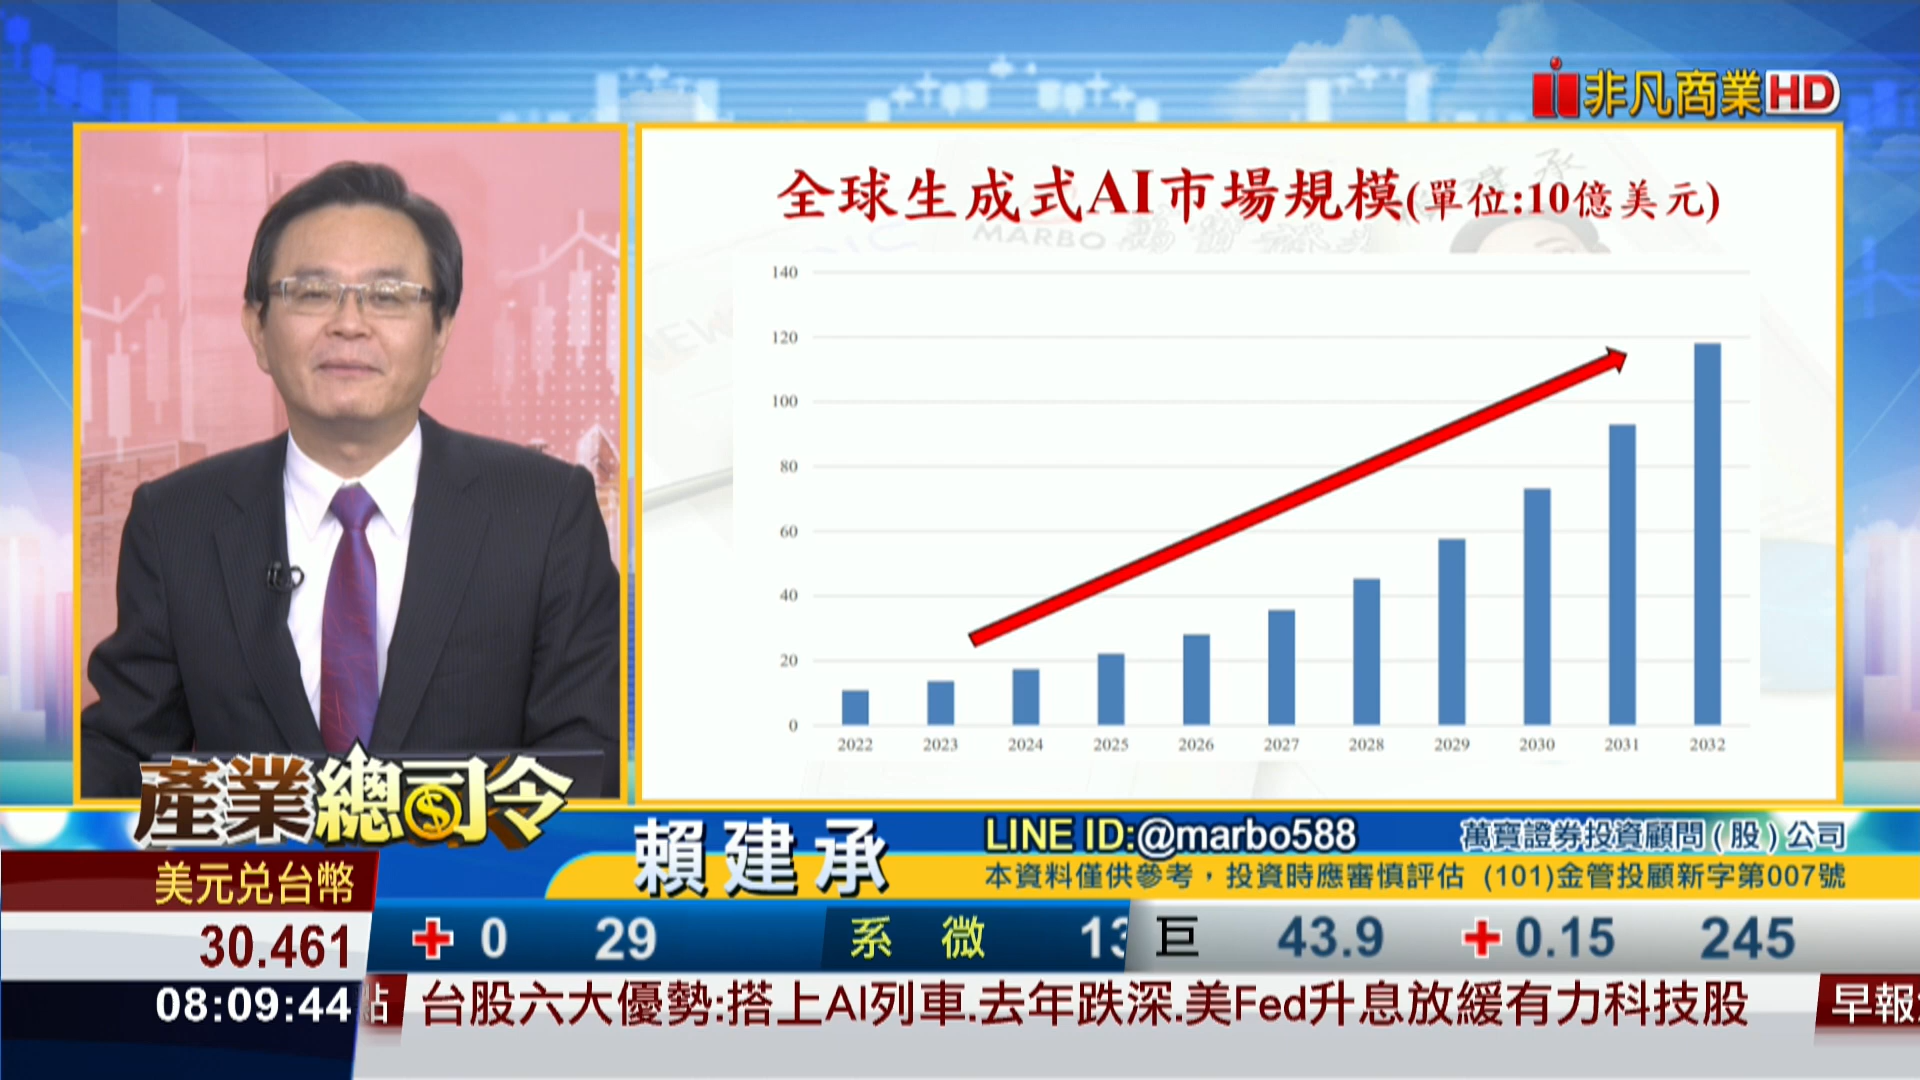 非凡商業HD
全球生成式AI市場規模(單位:10億美元)
MARBO
140
120
100
80
60
40
20
0
2022 2023 2024 2025 2026 2027 2028 2029 2030 2031 2032
產業總司令
賴建承
LINE ID:@marbo588
萬寶證券投資顧問(股)公司
本資料僅供參考,投資時應審慎評估 (101)金管投顧新字第007號
美元兑台幣
30.461
+ 0 29 系 微 13 巨 43.9 + 0.15 245
08:09:44
點 台股六大優勢:搭上AI列車.去年跌深.美Fed升息放緩有力科技股 早報